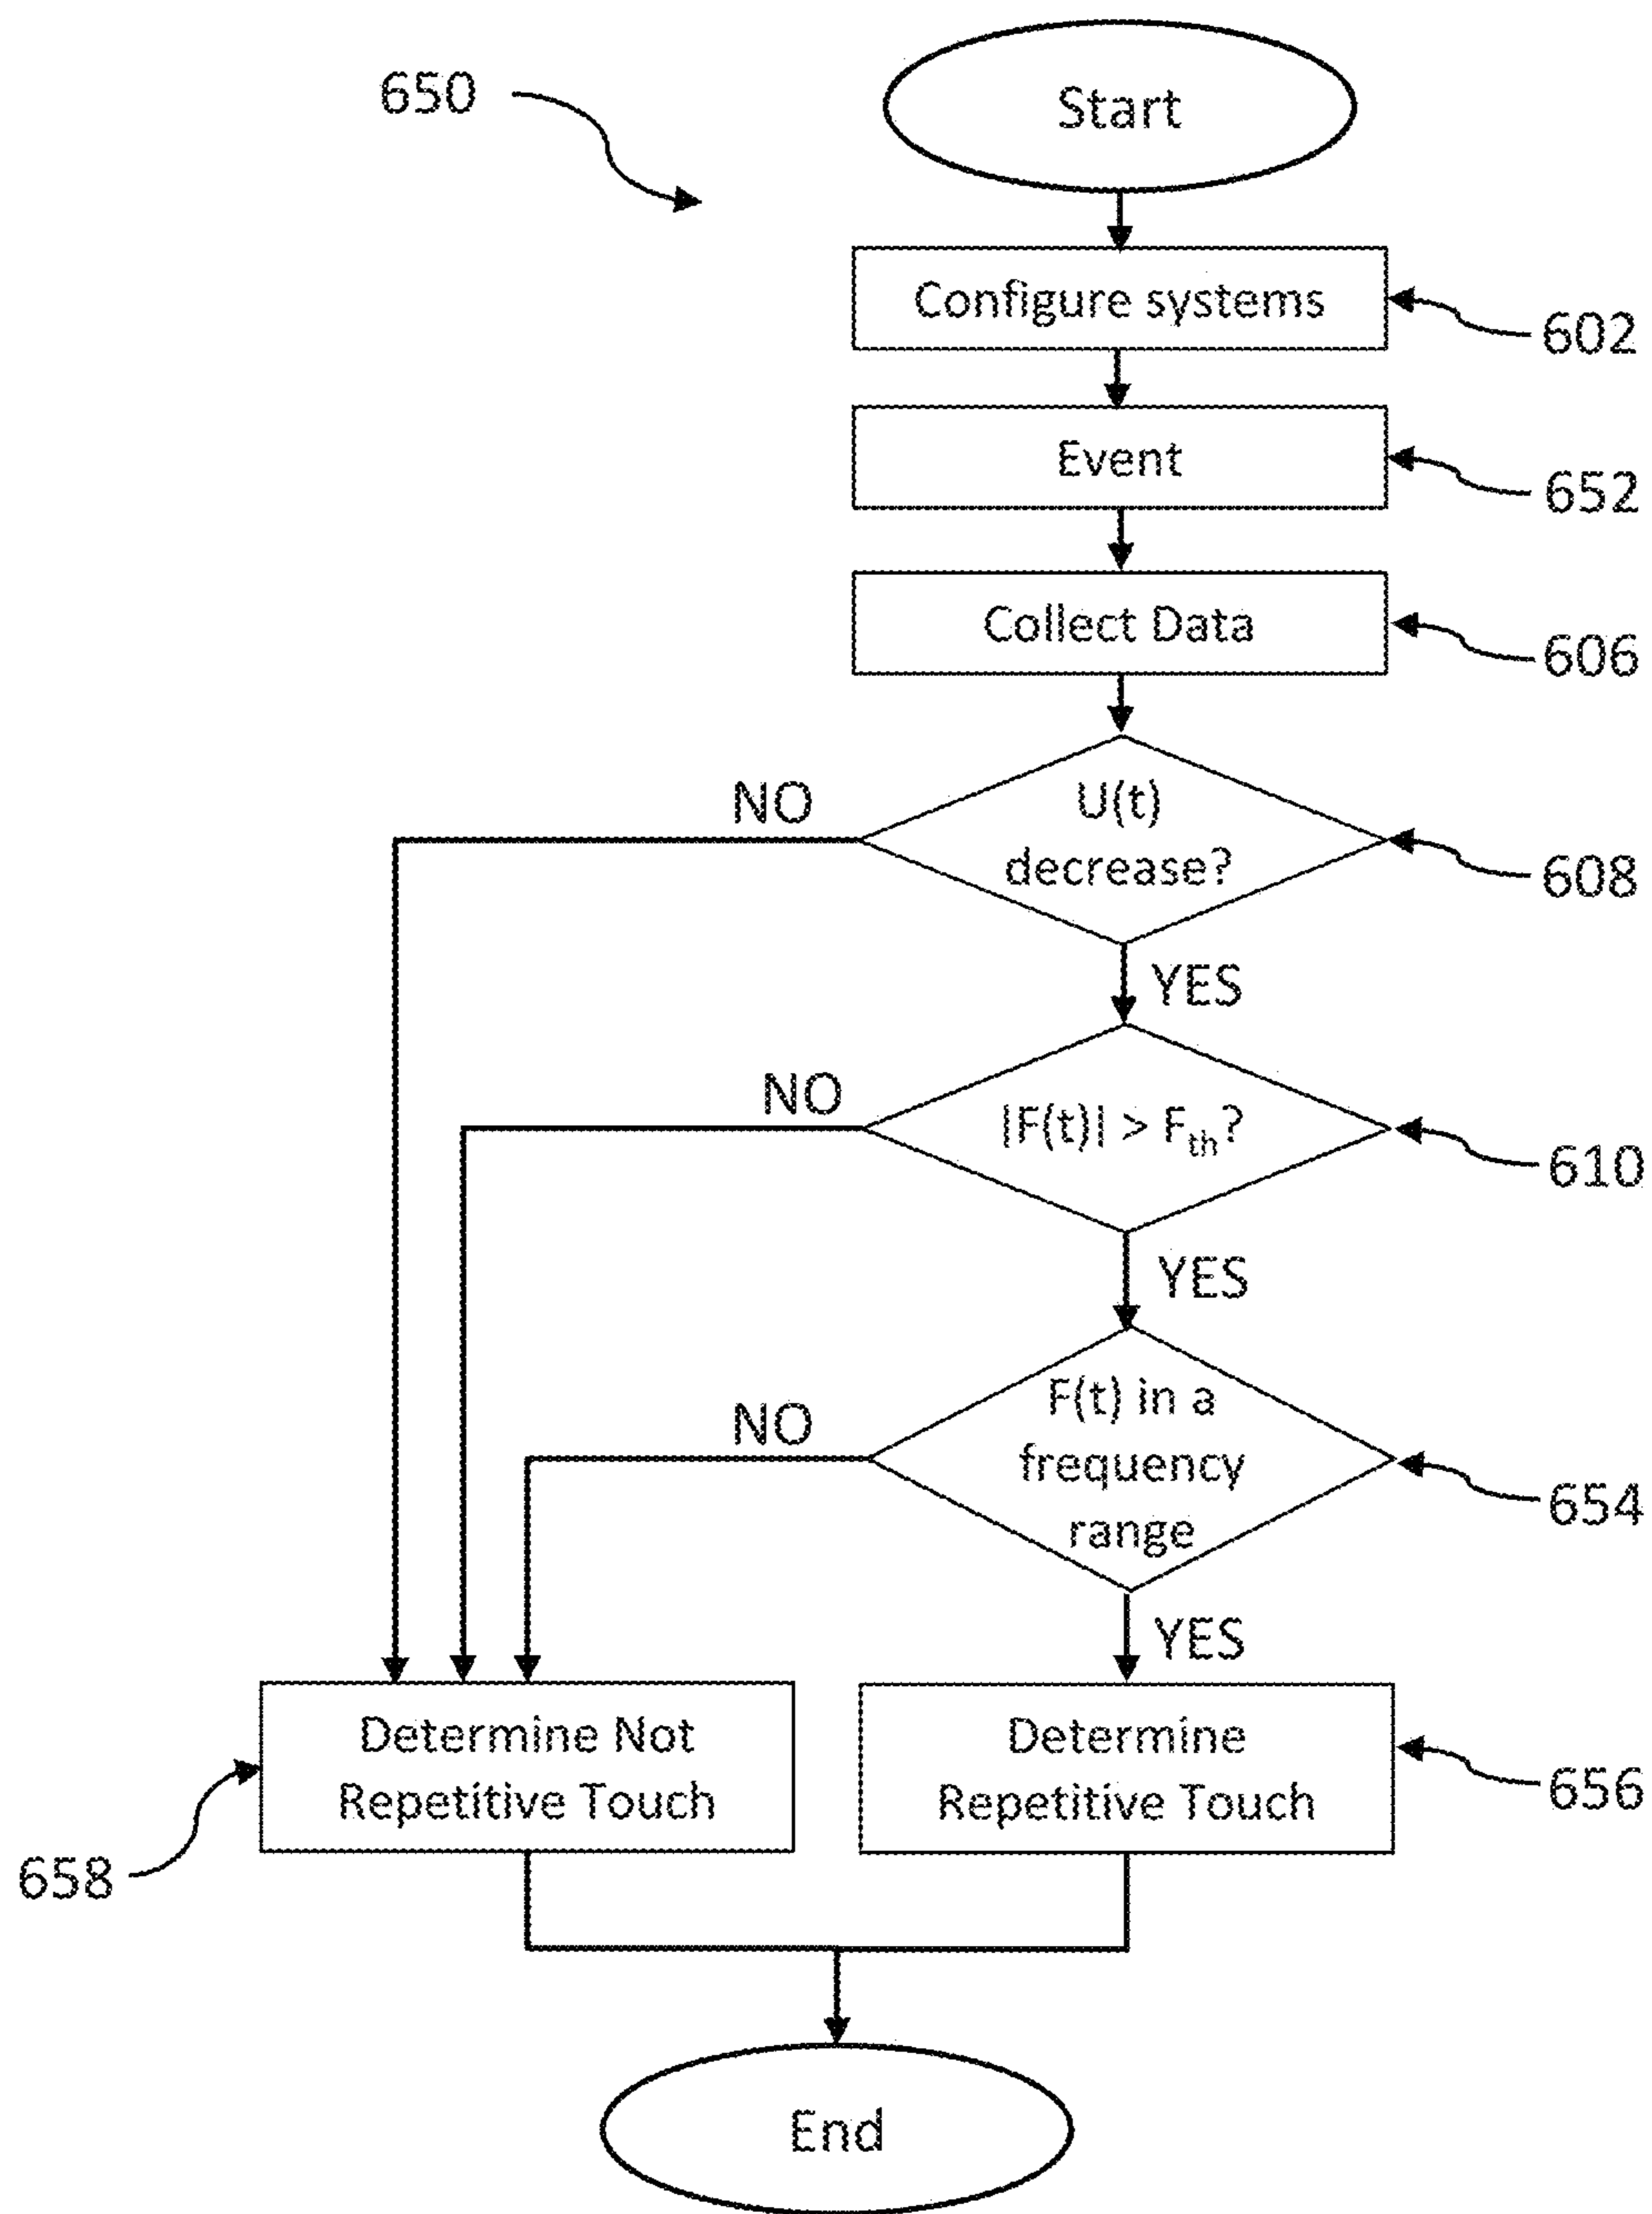 650
Start
Configure systems
602
Event
652
Collect Data
606
NO
U(t)
decrease?
608
YES
NO
|F(t)| > Fth?
610
YES
NO
F(t) in a
frequency
range
654
YES
Determine Not
Repetitive Touch
658
Determine
Repetitive Touch
656
End